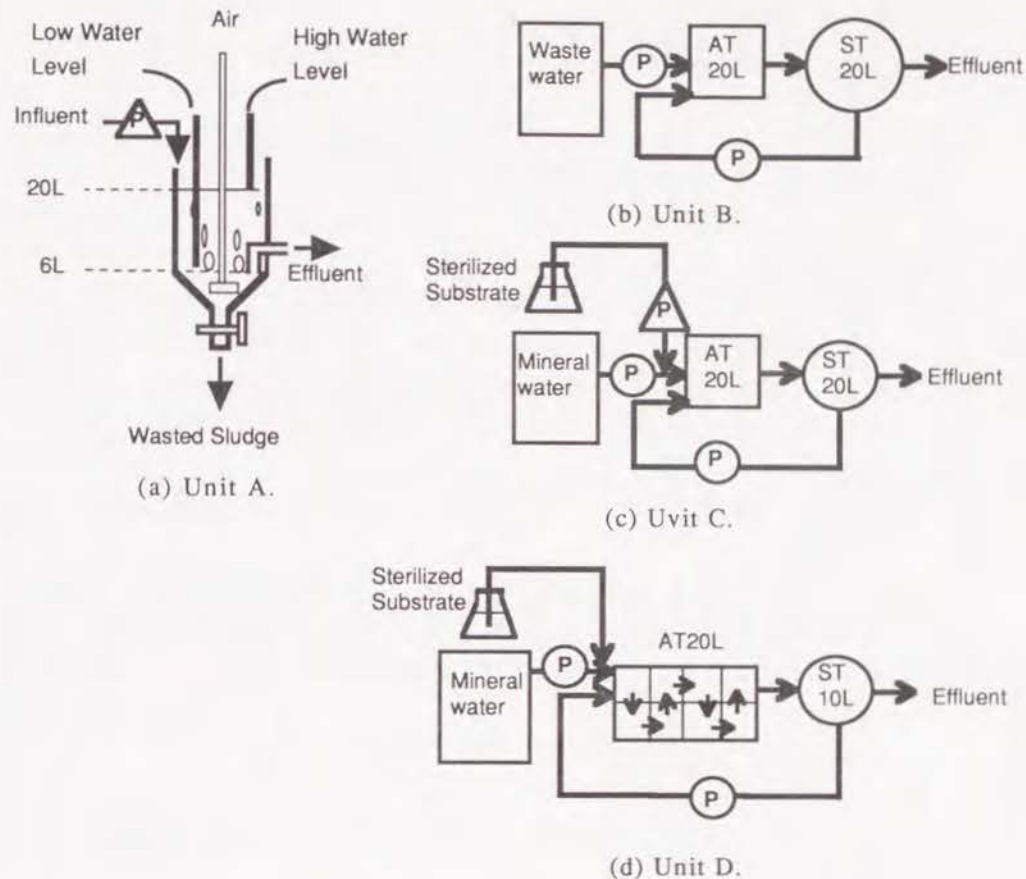 Air
Low Water
Level
High Water
Level
Influent
P
20L
6L
Effluent
Wasted Sludge
(a) Unit A.
Waste
water
P
AT
20L
ST
20L
Effluent
P
(b) Unit B.
Sterilized
Substrate
P
Mineral
water
P
AT
20L
ST
20L
Effluent
P
(c) Uvit C.
Sterilized
Substrate
Mineral
water
P
AT20L
ST
10L
Effluent
P
(d) Unit D.